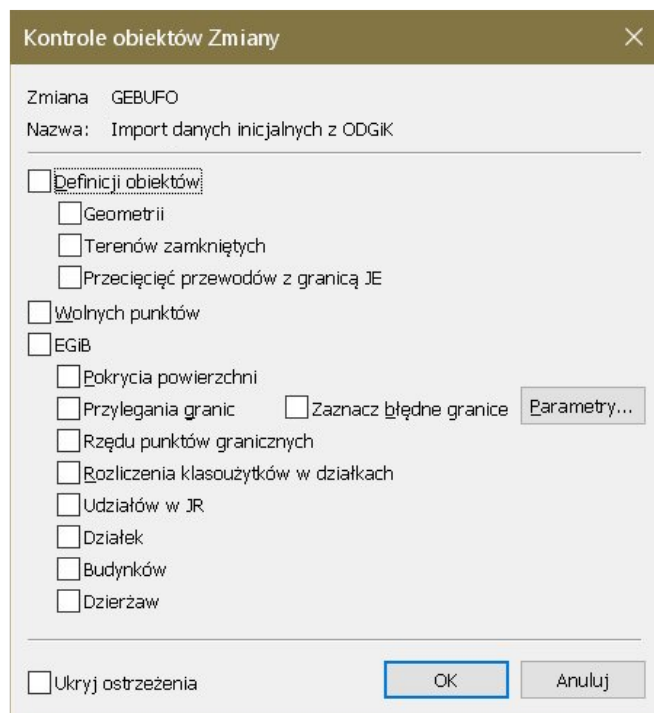 Kontrole obiektów Zmiany
Zmiana GEBUFO
Nazwa: Import danych inicjalnych z ODGiK
Definicji obiektów
Geometrii
Terenów zamkniętych
Przecięcięć przewodów z granicą JE
Wolnych punktów
EGiB
Pokrycia powierzchni
Przylegania granic Zaznacz błędne granice Parametry...
Rzędu punktów granicznych
Rozliczenia klasoużytków w działkach
Udziałów w JR
Działek
Budynków
Dzierżaw
Ukryj ostrzeżenia OK Anuluj